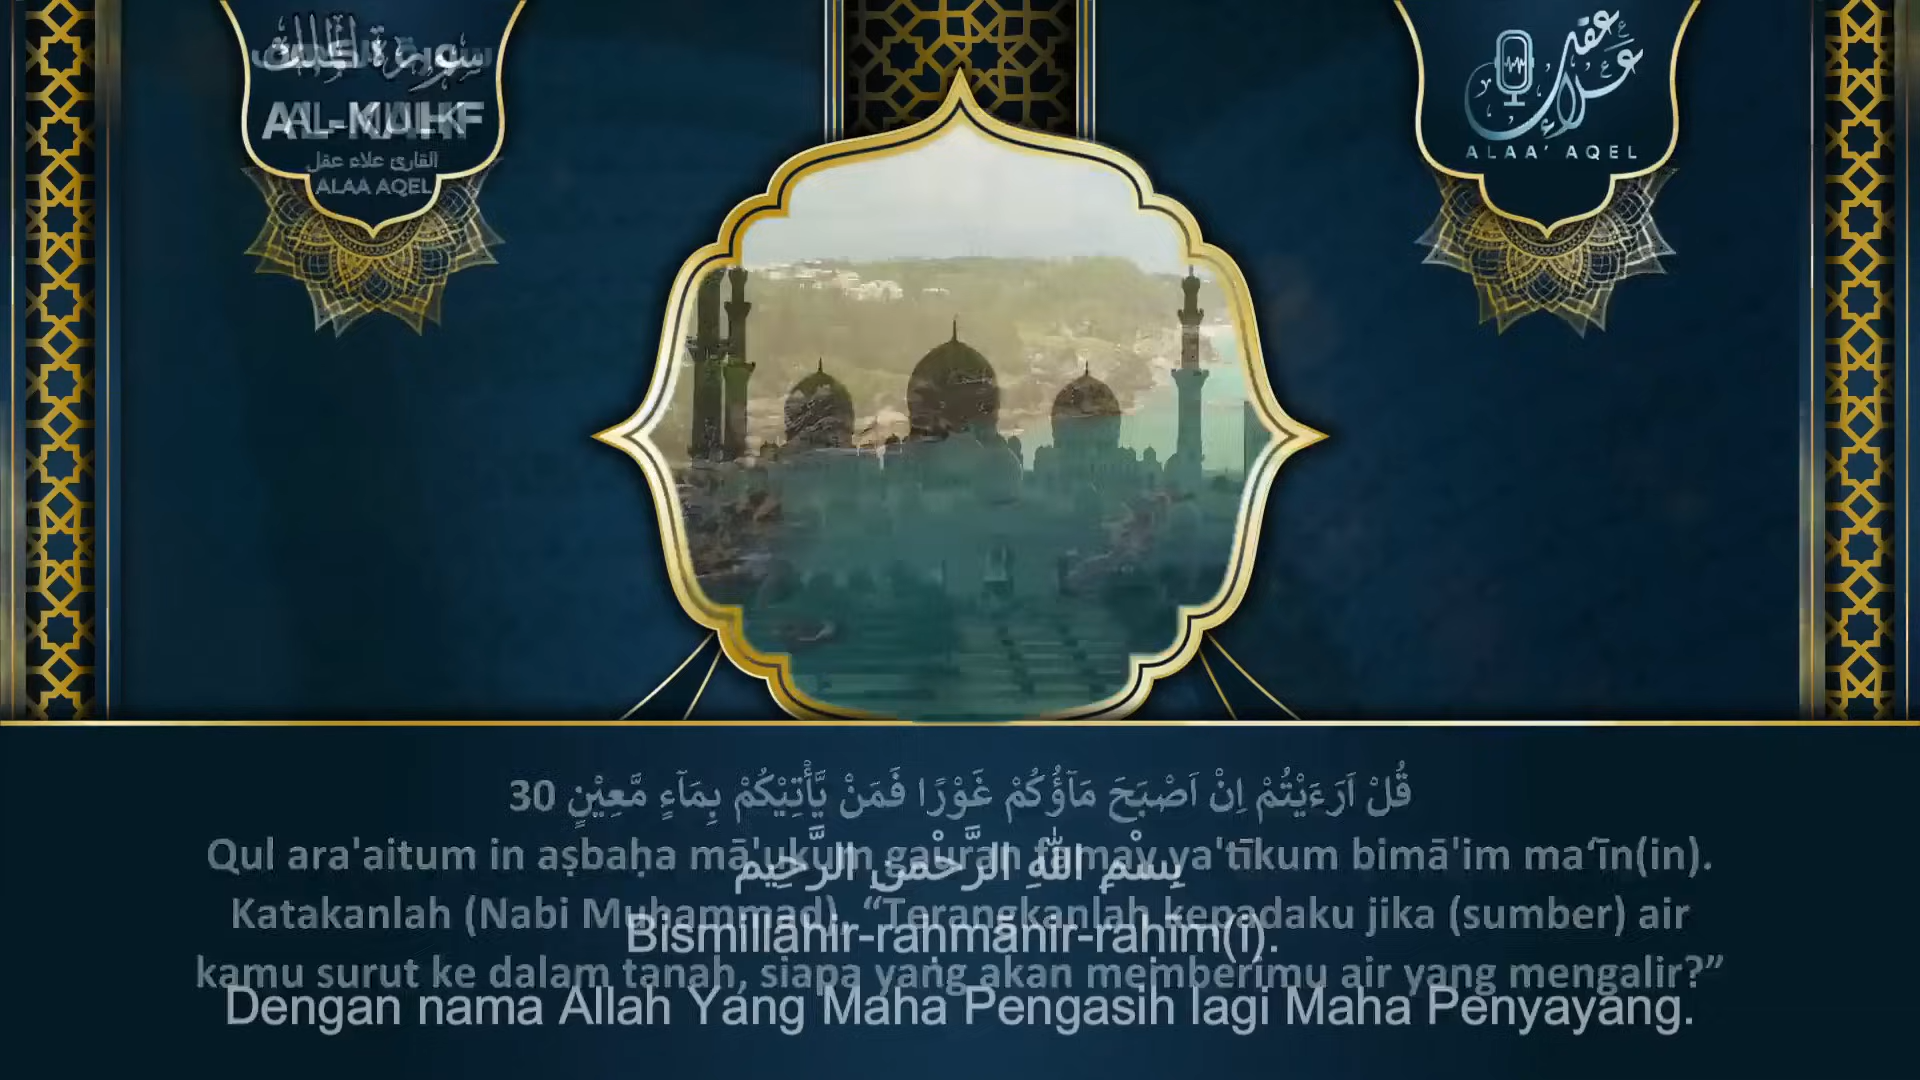 سورة الملك
AL-MULK
القارئ علاء عقل
ALAA AQEL
علاء عقل
ALAA' AQEL
قُلْ اَرَءَيْتُمْ اِنْ اَصْبَحَ مَاۤؤُكُمْ غَوْرًا فَمَنْ يَّأْتِيْكُمْ بِمَاۤءٍ مَّعِيْنٍ 30
Qul ara'aitum in aṣbaḥa mā'ukum gauran famay ya'tīkum bimā'im ma‘īn(in).
بِسْمِ اللّٰهِ الرَّحْمٰنِ الرَّحِيْمِ
Katakanlah (Nabi Muhammad), “Terangkanlah kepadaku jika (sumber) air
Bismillāhir-raḥmānir-raḥīm(i).
kamu surut ke dalam tanah, siapa yang akan memberimu air yang mengalir?”
Dengan nama Allah Yang Maha Pengasih lagi Maha Penyayang.